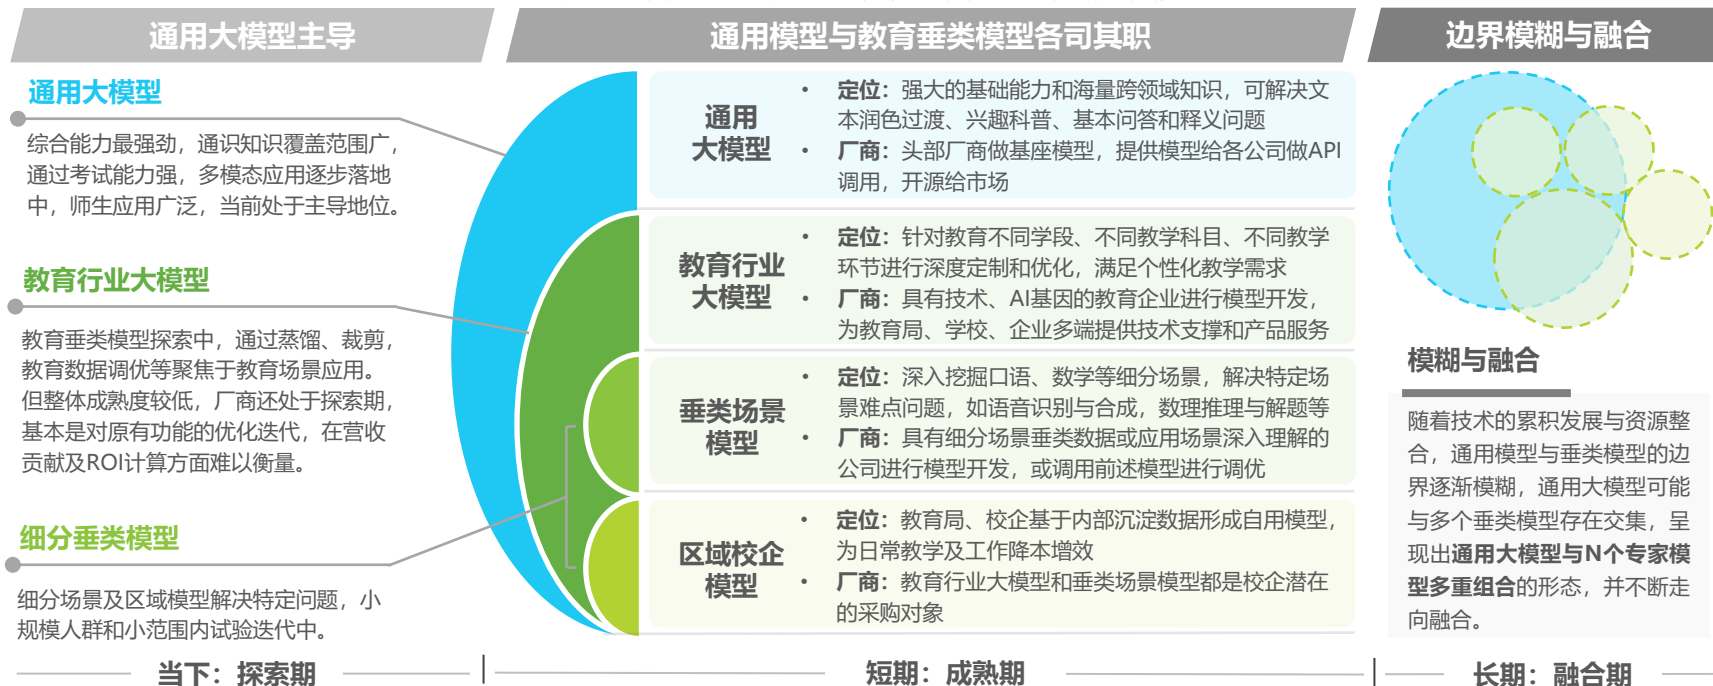 通用大模型主导
通用大模型
综合能力最强劲，通识知识覆盖范围广，
通过考试能力强，多模态应用逐步落地
中，师生应用广泛，当前处于主导地位。
教育行业大模型
教育垂类模型探索中，通过蒸馏、裁剪，
教育数据调优等聚焦于教育场景应用。
但整体成熟度较低，厂商还处于探索期，
基本是对原有功能的优化迭代，在营收
贡献及ROI计算方面难以衡量。
细分垂类模型
细分场景及区域模型解决特定问题，小
规模人群和小范围内试验迭代中。
当下：探索期
通用模型与教育垂类模型各司其职
通用
大模型
• 定位：强大的基础能力和海量跨领域知识，可解决文
本润色过渡、兴趣科普、基本问答和释义问题
• 厂商：头部厂商做基座模型，提供模型给各公司做API
调用，开源给市场
教育行业
大模型
• 定位：针对教育不同学段、不同教学科目、不同教学
环节进行深度定制和优化，满足个性化教学需求
• 厂商：具有技术、AI基因的教育企业进行模型开发，
为教育局、学校、企业多端提供技术支撑和产品服务
垂类场景
模型
• 定位：深入挖掘口语、数学等细分场景，解决特定场
景难点问题，如语音识别与合成，数理推理与解题等
• 厂商：具有细分场景垂类数据或应用场景深入理解的
公司进行模型开发，或调用前述模型进行调优
区域校企
模型
• 定位：教育局、校企基于内部沉淀数据形成自用模型，
为日常教学及工作降本增效
• 厂商：教育行业大模型和垂类场景模型都是校企潜在
的采购对象
短期：成熟期
边界模糊与融合
模糊与融合
随着技术的累积发展与资源整
合，通用模型与垂类模型的边
界逐渐模糊，通用大模型可能
与多个垂类模型存在交集，呈
现出通用大模型与N个专家模
型多重组合的形态，并不断走
向融合。
长期：融合期